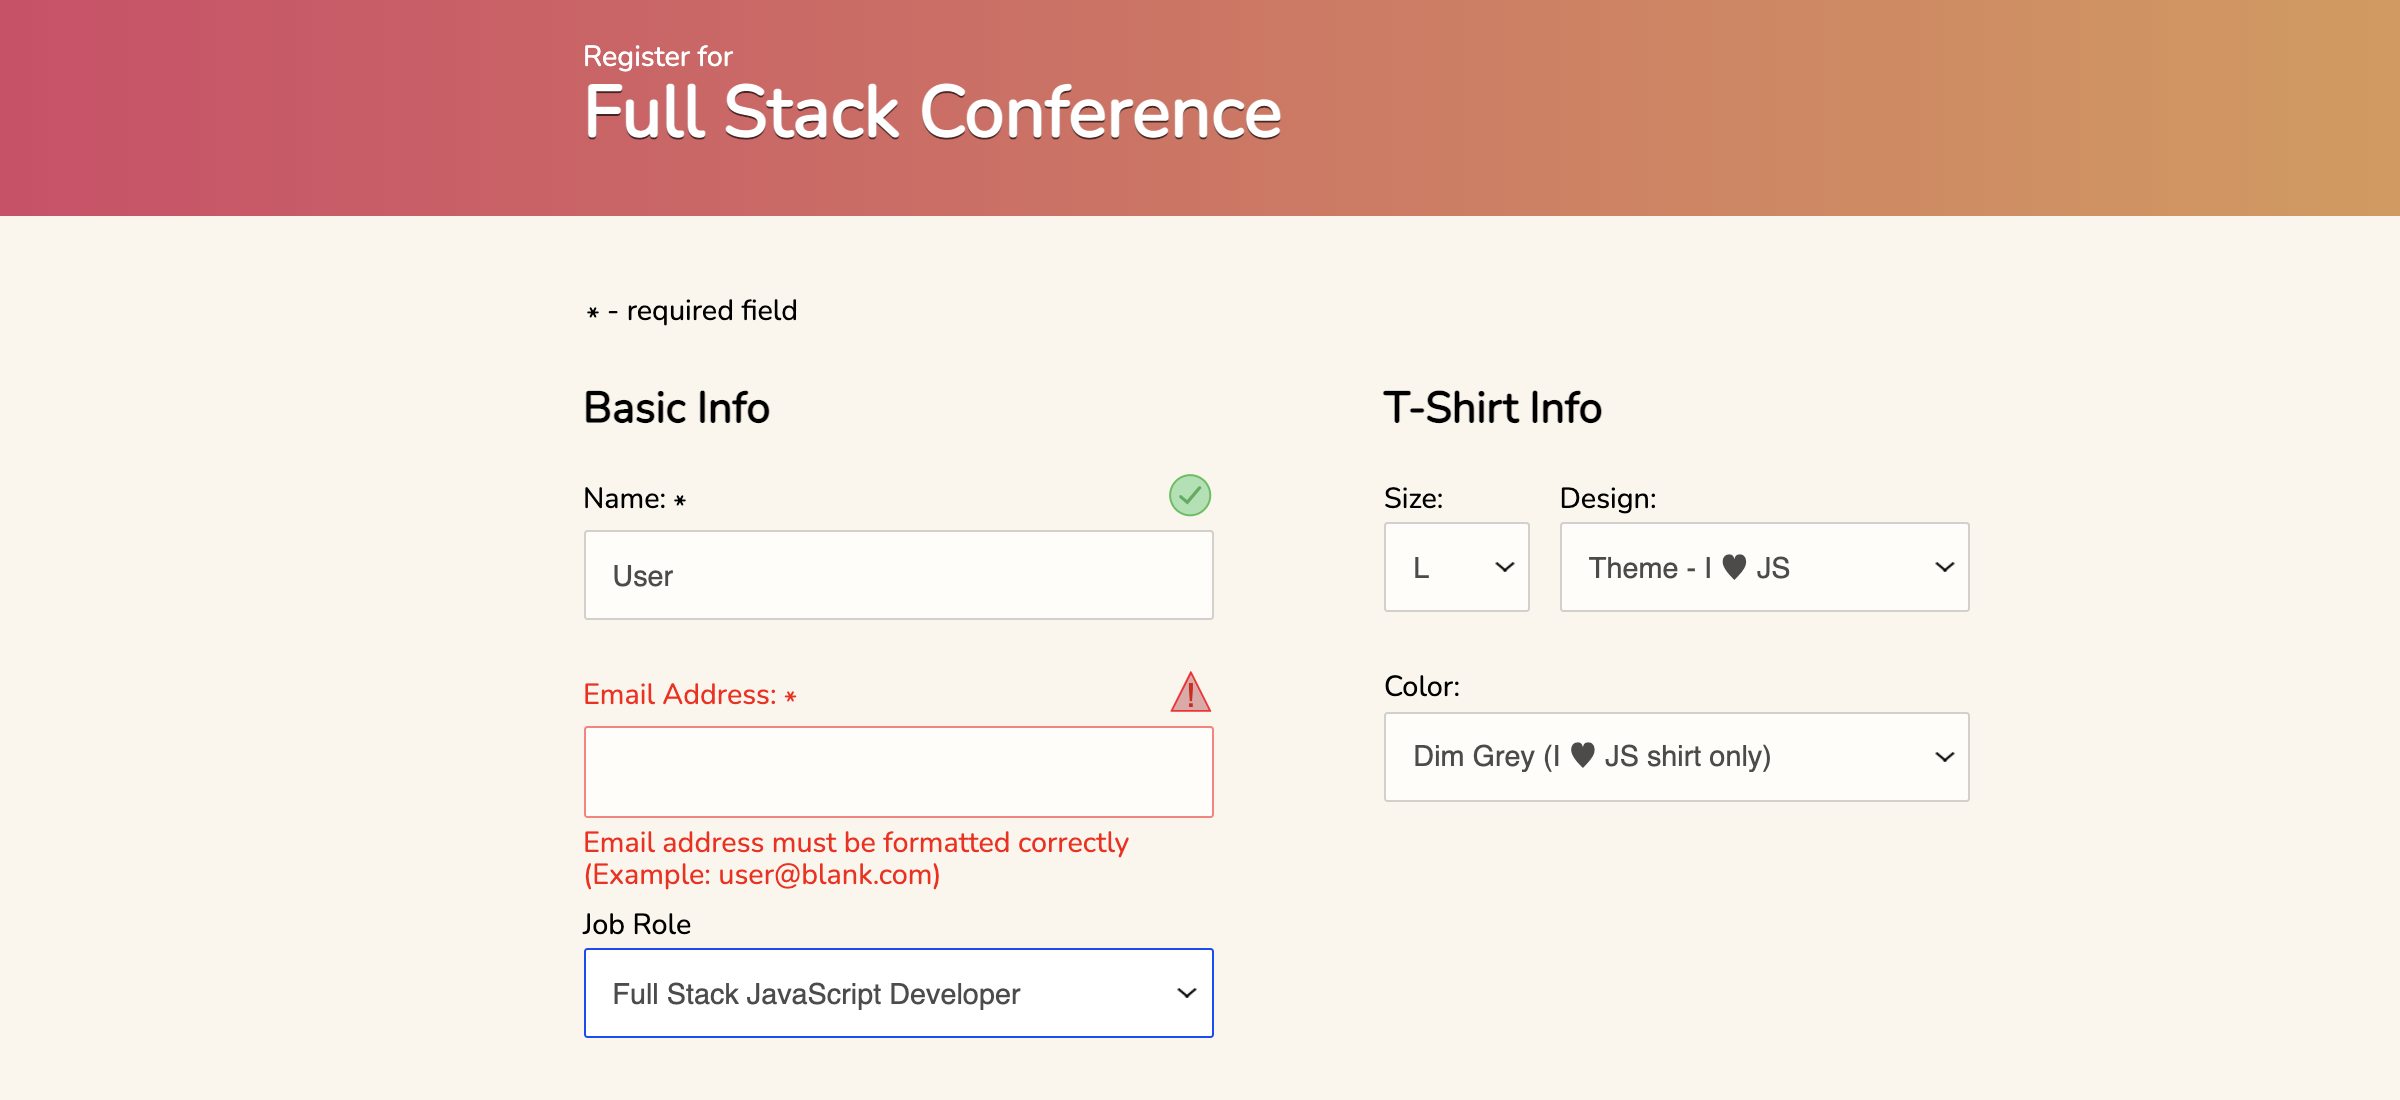 Register for
Full Stack Conference
* - required field
Basic Info
Name: *
User
Email Address: *
Email address must be formatted correctly
(Example: user@blank.com)
Job Role
Full Stack JavaScript Developer
T-Shirt Info
Size:
L
Design:
Theme - I ♥ JS
Color:
Dim Grey (I ♥ JS shirt only)